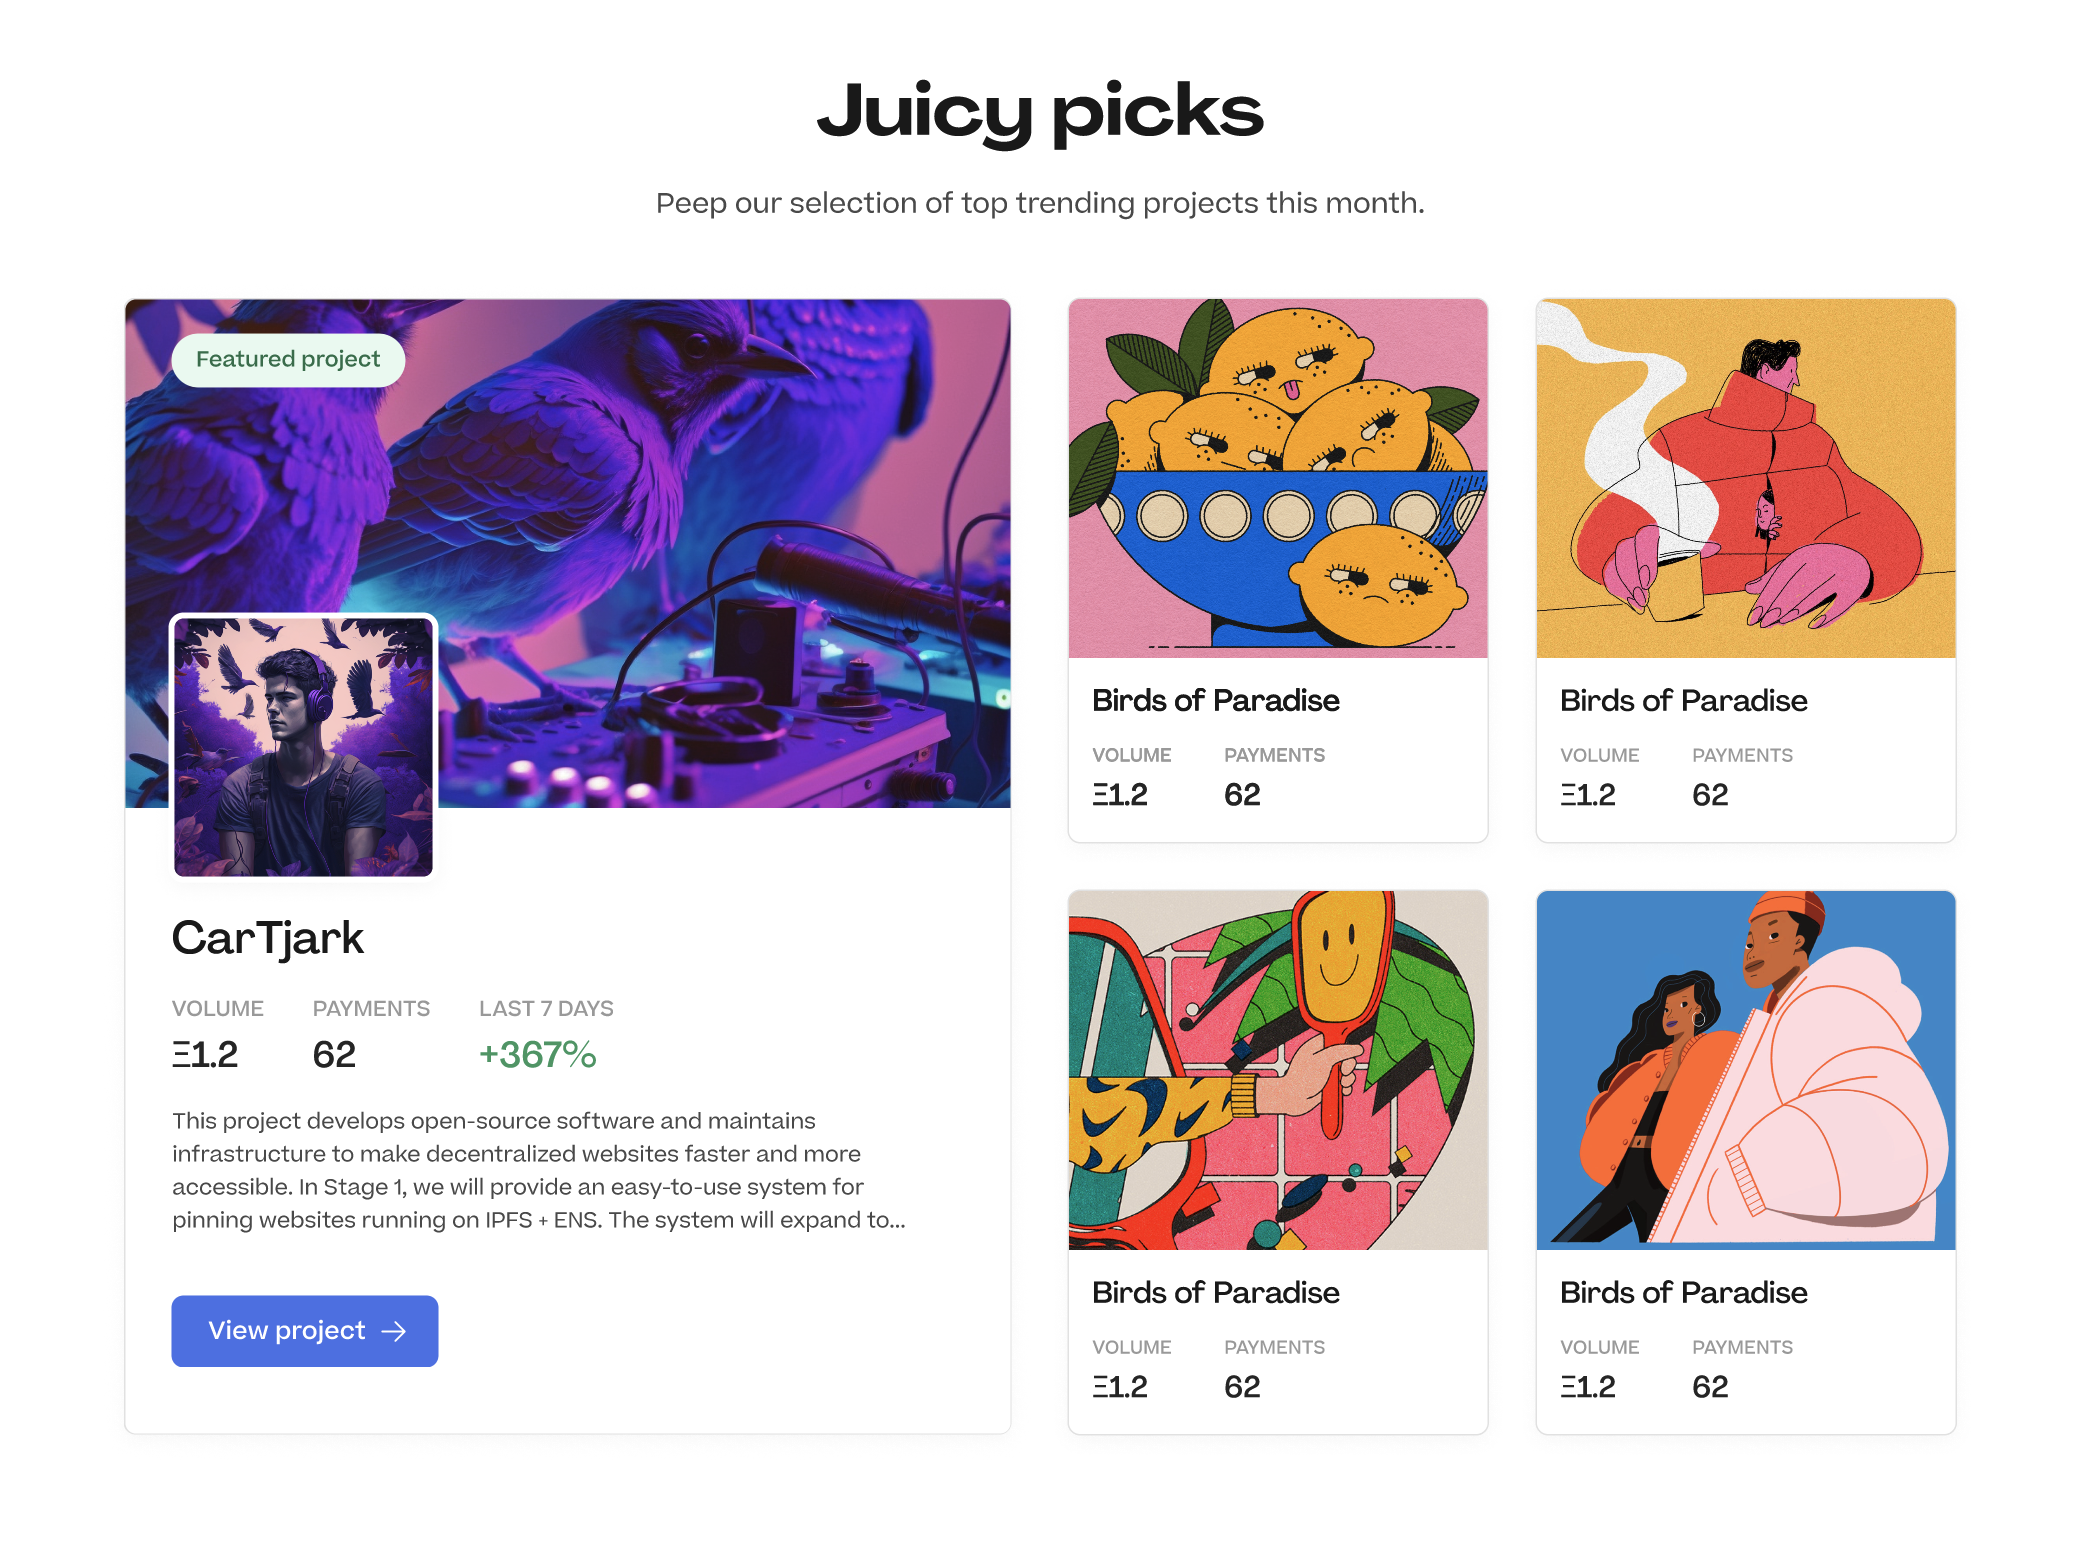 Juicy picks
Peep our selection of top trending projects this month.
Featured project
CarTjark
VOLUME PAYMENTS LAST 7 DAYS
Ξ1.2 62 +367%
This project develops open-source software and maintains
infrastructure to make decentralized websites faster and more
accessible. In Stage 1, we will provide an easy-to-use system for
pinning websites running on IPFS + ENS. The system will expand to...
View project →
Birds of Paradise
VOLUME PAYMENTS
Ξ1.2 62
Birds of Paradise
VOLUME PAYMENTS
Ξ1.2 62
Birds of Paradise
VOLUME PAYMENTS
Ξ1.2 62
Birds of Paradise
VOLUME PAYMENTS
Ξ1.2 62